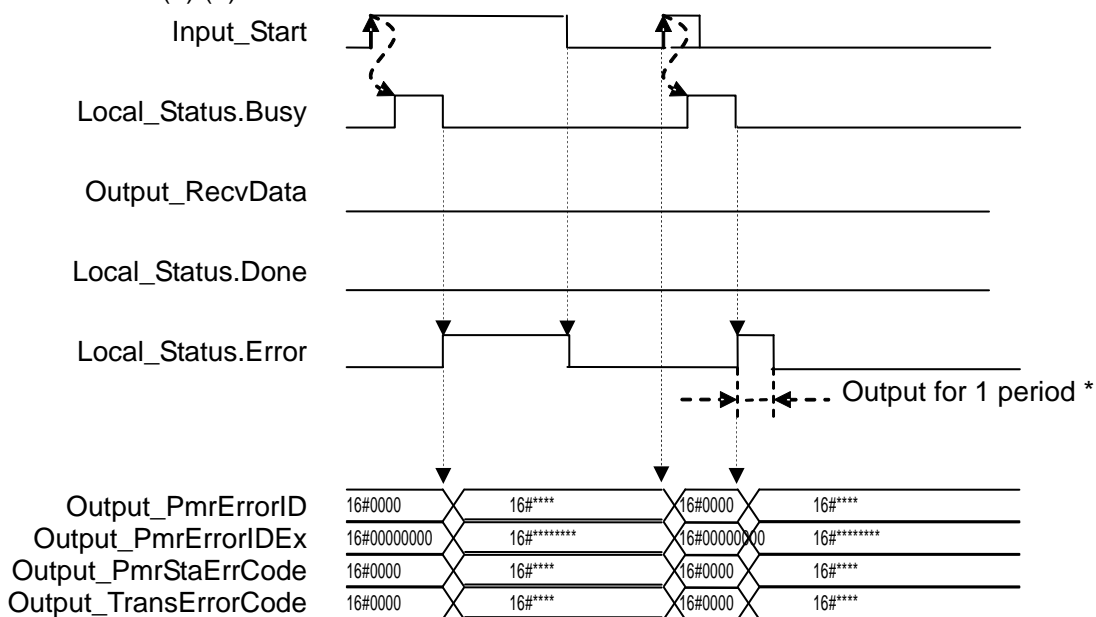 Input_Start
Local_Status.Busy
Output_RecvData
Local_Status.Done
Local_Status.Error
Output for 1 period *
Output_PmrErrorID 16#0000 16#**** 16#0000 16#****
Output_PmrErrorIDEx 16#00000000 16#******** 16#00000000 16#********
Output_PmrStaErrCode 16#0000 16#**** 16#0000 16#****
Output_TransErrorCode 16#0000 16#**** 16#0000 16#****